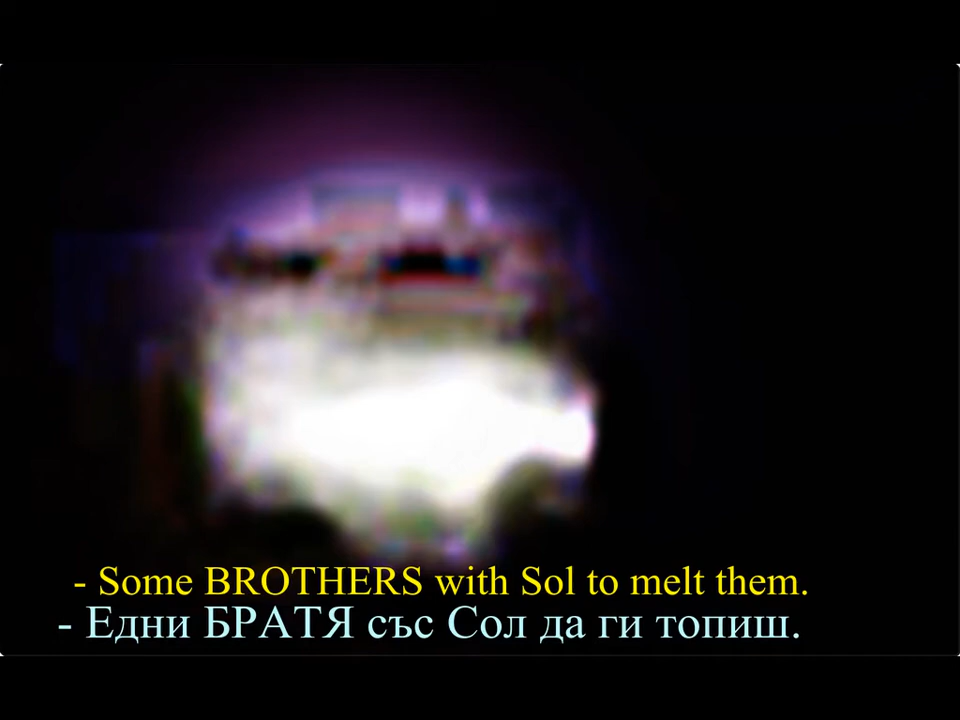 - Some BROTHERS with Sol to melt them.
- Едни БРАТЯ със Сол да ги топиш.